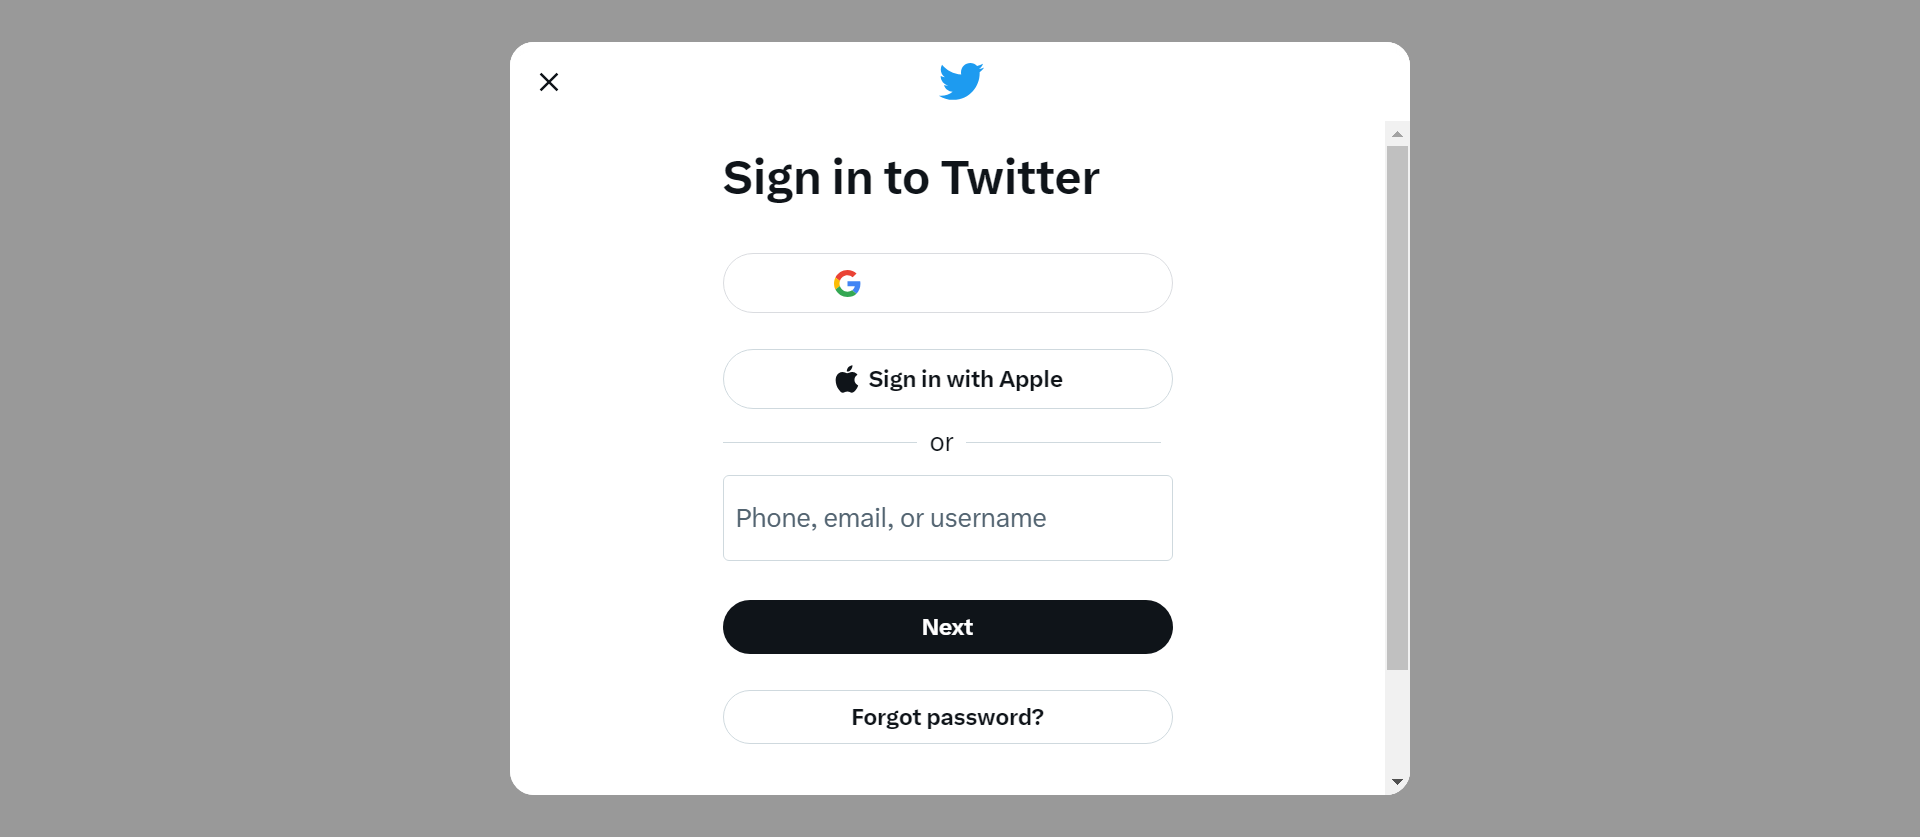 Sign in to Twitter
Sign in with Apple
or
Phone, email, or username
Next
Forgot password?